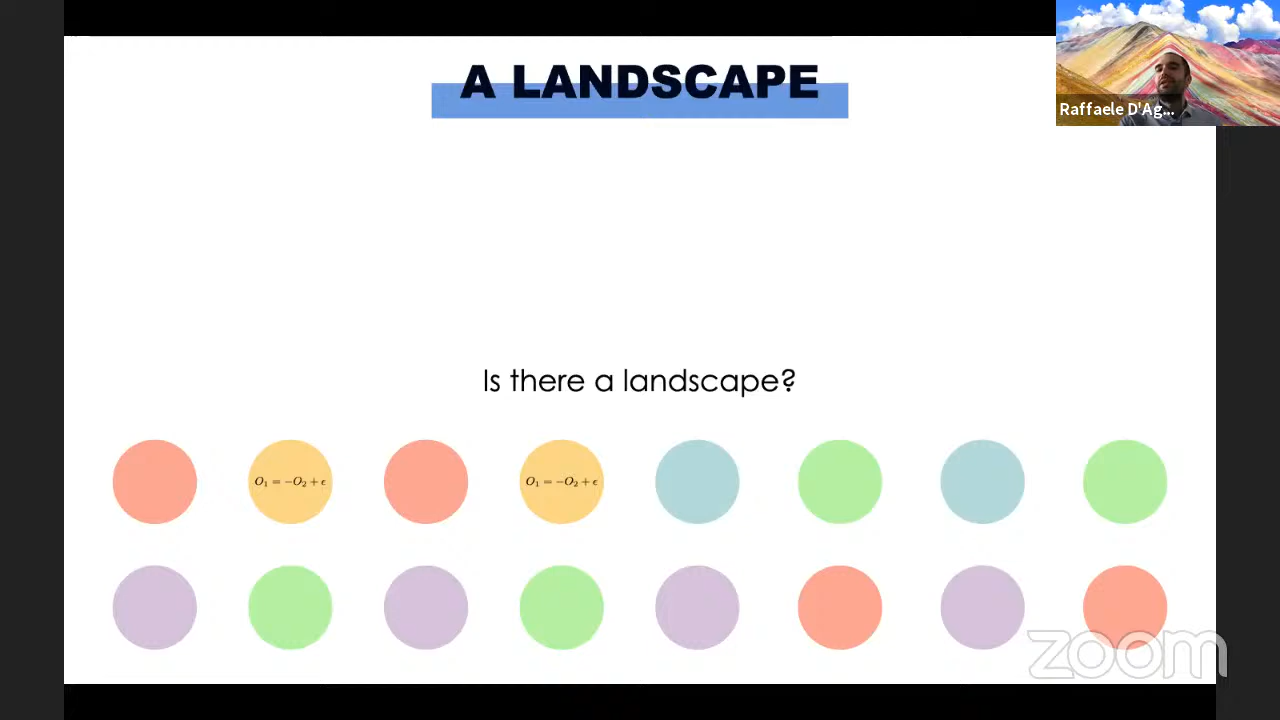 A LANDSCAPE
Raffaele D'Ag...
Is there a landscape?
O₁ = −O₂ + ϵ
O₁ = −O₂ + ϵ
zoom